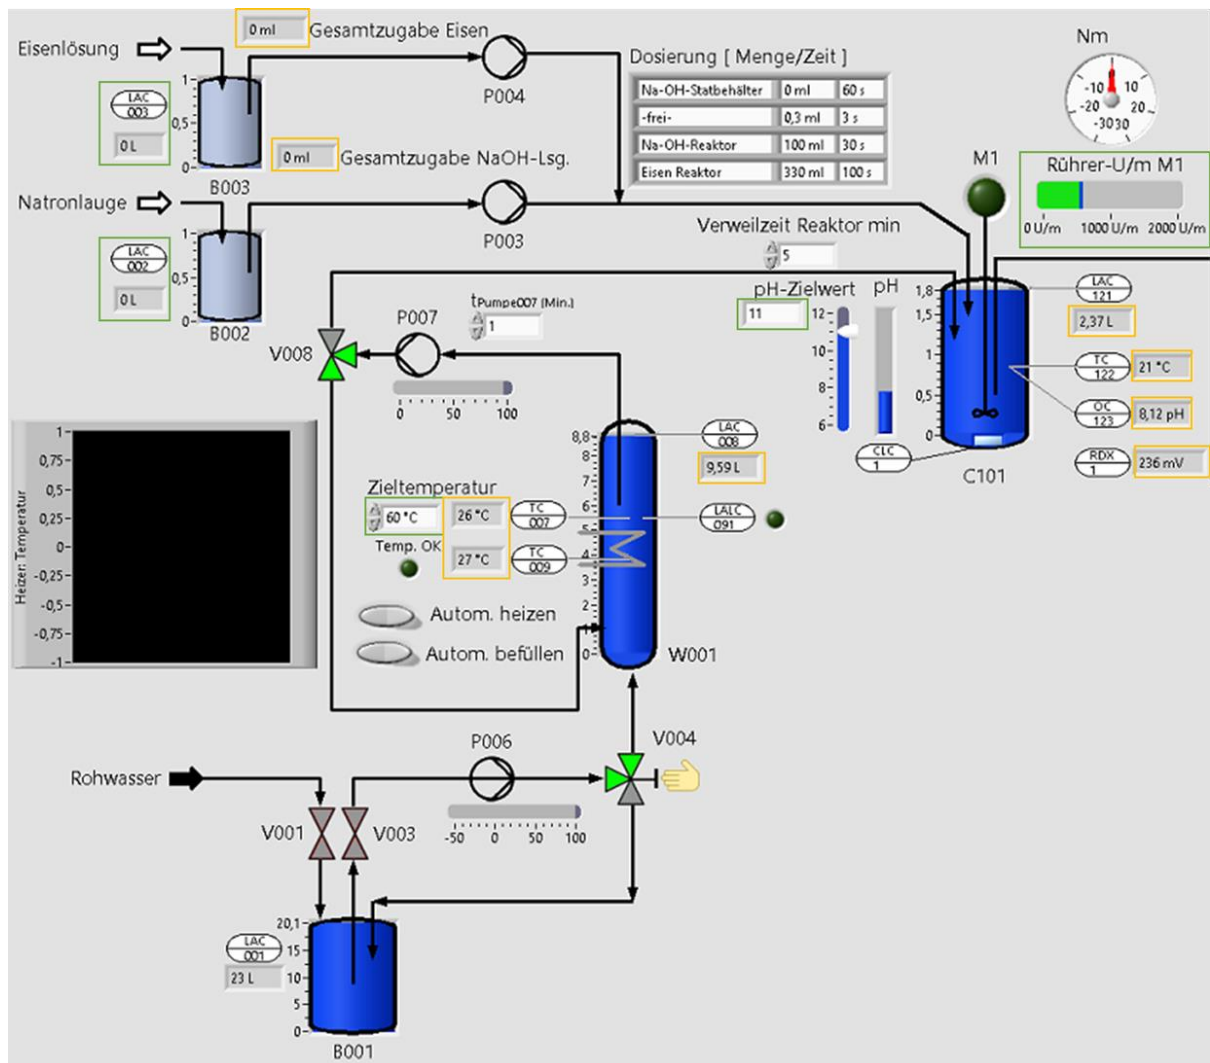 0 ml Gesamtzugabe Eisen
Eisenlösung
P004
LAC
003
0 L
1
0,5
0
B003
0 ml Gesamtzugabe NaOH-Lsg.
Natronlauge
P003
LAC
002
0 L
1
0,5
0
B002
Dosierung [ Menge/Zeit ]
Na-OH-Statbehälter 0 ml 60 s
-frei- 0,3 ml 3 s
Na-OH-Reaktor 100 ml 30 s
Eisen Reaktor 330 ml 100 s
Nm
-10 10
-20 20
-30 30
M1
Rührer-U/m M1
0 U/m 1000 U/m 2000 U/m
Verweilzeit Reaktor min
5
pH-Zielwert pH
11
12
10
8
6
CLC
1
1,8
1
0,5
0
C101
LAC
121
2,37 L
TC
122
21 °C
OC
123
8,12 pH
RDX
1
236 mV
tPumpe007 (Min.)
1
P007
V008
0 50 100
8,8
8
7
6
5
4
3
2
1
0
W001
LAC
008
9,59 L
LALC
091
Zieltemperatur
60 °C
26 °C
TC
007
Temp. OK
27 °C
TC
009
Autom. heizen
Autom. befüllen
Heizer: Temperatur
1
0,75
0,5
0,25
0
-0,25
-0,5
-0,75
-1
P006
V004
Rohwasser
V001
V003
-50 0 50 100
LAC
001
23 L
20,1
15
10
5
0
B001